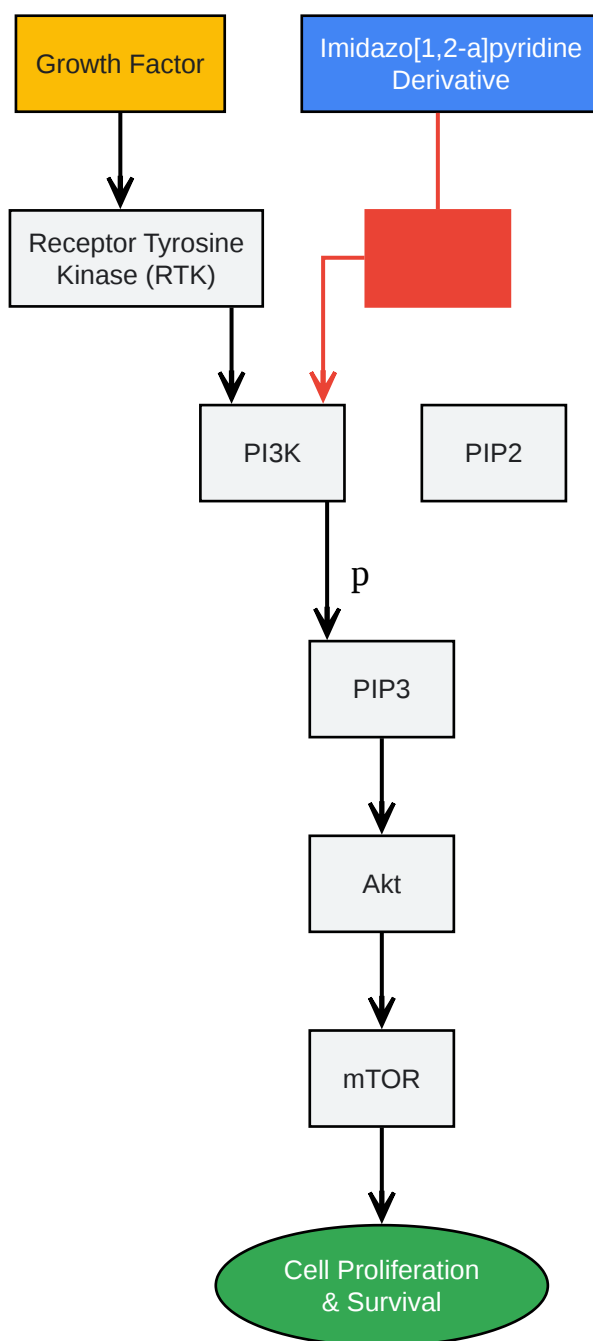 Growth Factor
Imidazo[1,2-a]pyridine
Derivative
Receptor Tyrosine
Kinase (RTK)
PI3K
PIP2
p
PIP3
Akt
mTOR
Cell Proliferation
& Survival